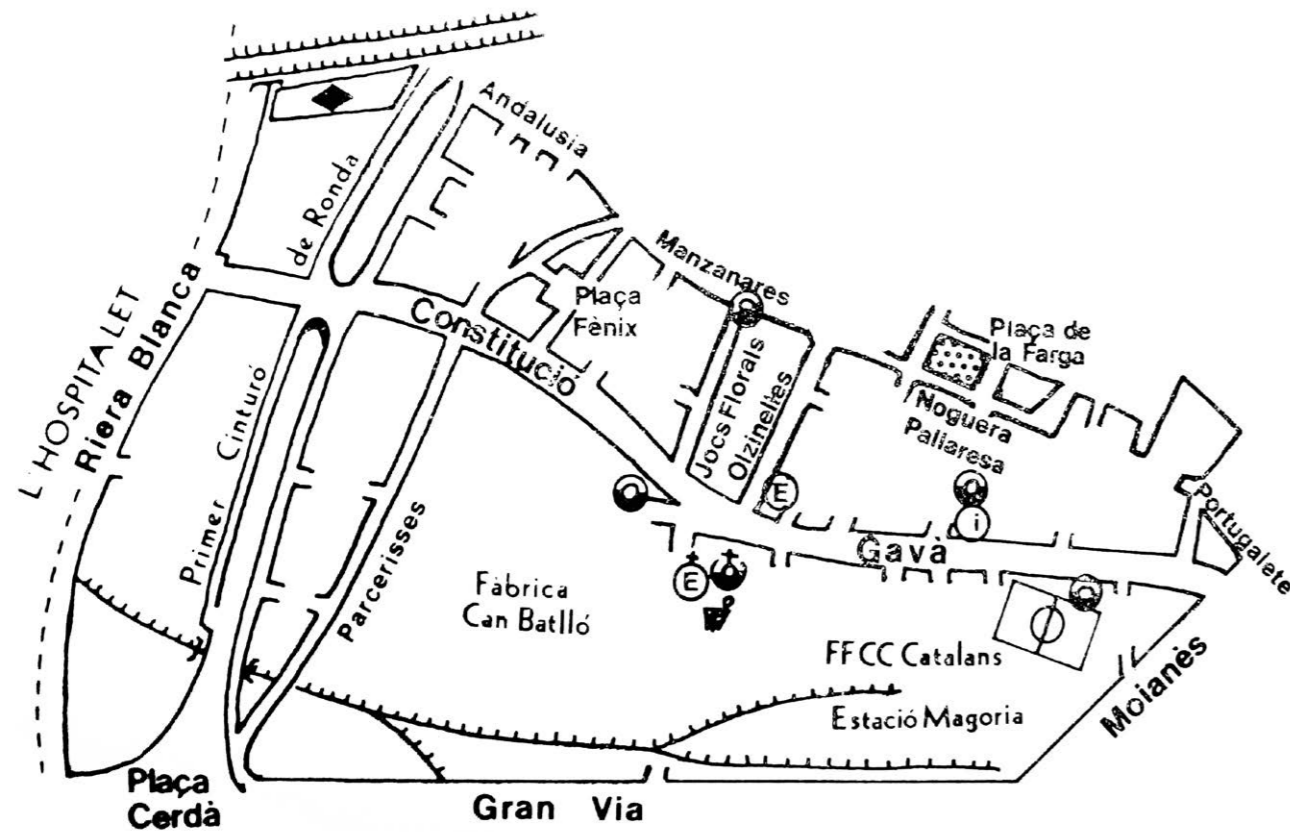 Andalusia
de Ronda
Manzanares
L'HOSPITALET
Riera Blanca
Plaça
Fènix
Constitució
Plaça de
la Farga
Jocs Florals
Olzinelles
Noguera
Pallaresa
Primer Cinturó
E
i
Portugalete
Gavà
Parcerisses
E
Fàbrica
Can Batlló
FFCC Catalans
Estació Magoria
Moianès
Plaça
Cerdà
Gran Via